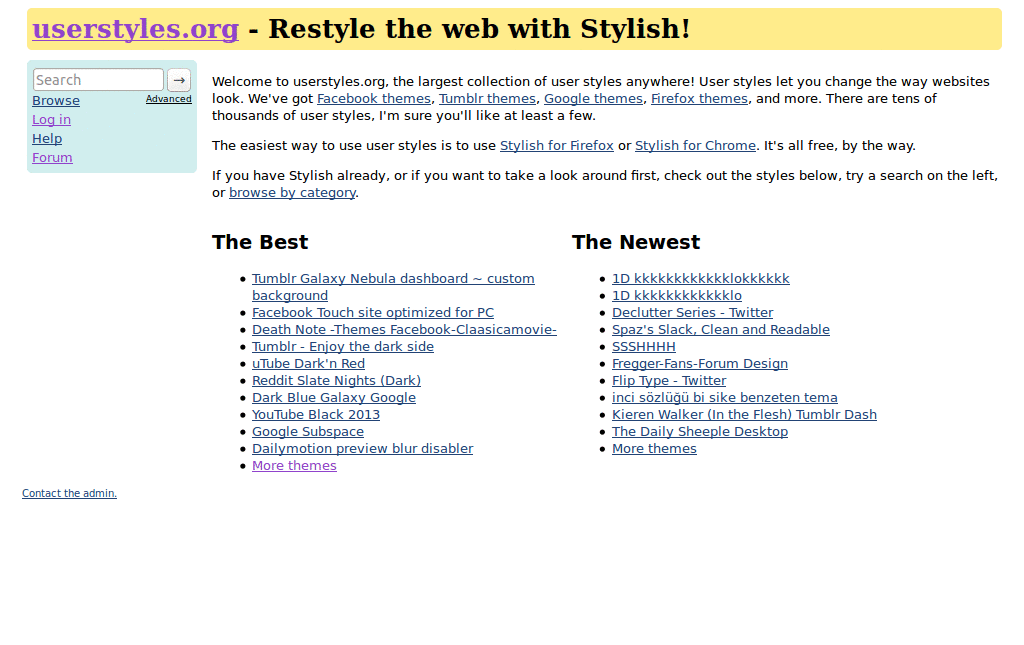 userstyles.org - Restyle the web with Stylish!
Search →
Browse Advanced
Log in
Help
Forum
Welcome to userstyles.org, the largest collection of user styles anywhere! User styles let you change the way websites
look. We've got Facebook themes, Tumblr themes, Google themes, Firefox themes, and more. There are tens of
thousands of user styles, I'm sure you'll like at least a few.
The easiest way to use user styles is to use Stylish for Firefox or Stylish for Chrome. It's all free, by the way.
If you have Stylish already, or if you want to take a look around first, check out the styles below, try a search on the left,
or browse by category.
The Best
Tumblr Galaxy Nebula dashboard ~ custom
background
Facebook Touch site optimized for PC
Death Note -Themes Facebook-Claasicamovie-
Tumblr - Enjoy the dark side
uTube Dark'n Red
Reddit Slate Nights (Dark)
Dark Blue Galaxy Google
YouTube Black 2013
Google Subspace
Dailymotion preview blur disabler
More themes
The Newest
1D kkkkkkkkkkkklokkkkkk
1D kkkkkkkkkkkklo
Declutter Series - Twitter
Spaz's Slack, Clean and Readable
SSSHHHH
Fregger-Fans-Forum Design
Flip Type - Twitter
inci sözlüğü bi sike benzeten tema
Kieren Walker (In the Flesh) Tumblr Dash
The Daily Sheeple Desktop
More themes
Contact the admin.